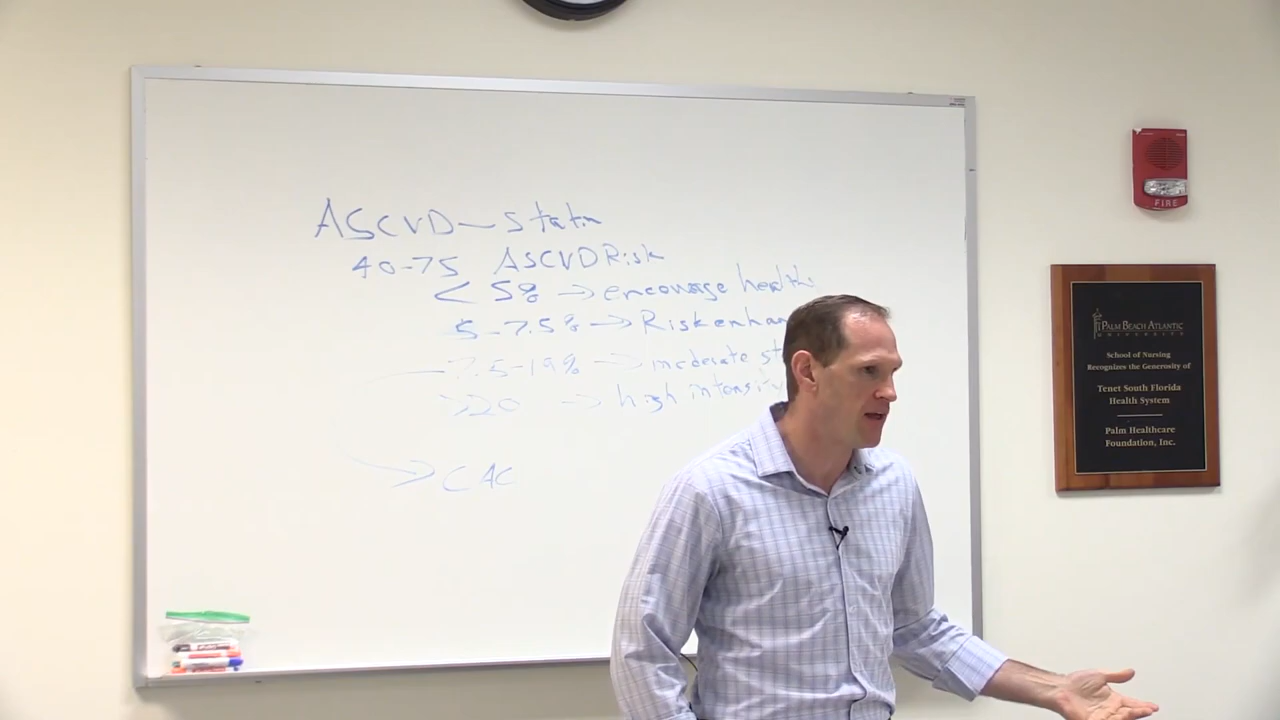 ASCVD - statin
40-75 ASCVD Risk
< 5% → encourage health
5-7.5% → Risk enhan
7.5-19% → moderate st
>20 → high intensity
→ CAC
FIRE
PALM BEACH ATLANTIC
UNIVERSITY
School of Nursing
Recognizes the Generosity of
Tenet South Florida
Health System
Palm Healthcare
Foundation, Inc.